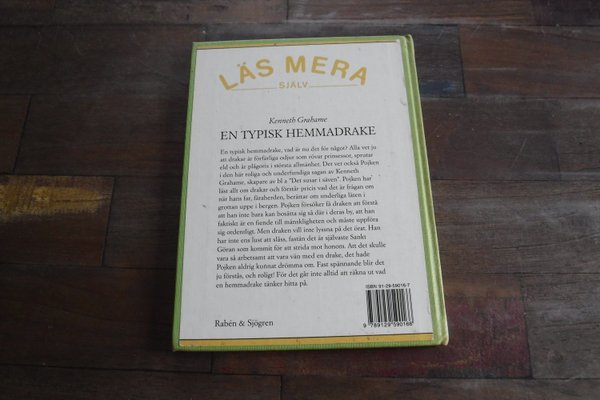 LÄS MERA
SJÄLV
Kenneth Grahame
EN TYPISK HEMMADRAKE
En typisk hemmadrake, vad är nu det för något? Alla vet ju
att drakar är förfärliga odjur som rövar prinsessor, sprutar
eld och är plågoris i största allmänhet. Det vet också Pojken
i den här roliga och underfundiga sagan av Kenneth
Grahame, skapare av bl a "Det susar i säven". Pojken har
läst allt om drakar och förstår precis vad det är frågan om
när hans far, fåraherden, berättar om underliga läten i
grottan uppe i bergen. Pojken försöker få draken att förstå
att han inte bara kan bosätta sig så där i deras by, att han
faktiskt är en fiende till mänskligheten och måste uppföra
sig ordentligt. Men draken vill inte lyssna på det örat. Han
har inte ens lust att slåss, fastän det är självaste Sankt
Göran som kommit för att strida mot honom. Att det skulle
vara så arbetsamt att vara vän med en drake, det hade
Pojken aldrig kunnat drömma om. Fast spännande blir det
ju förstås, och roligt! För det går inte alltid att räkna ut vad
en hemmadrake tänker hitta på.
ISBN 91-29-59016-7
9 789129 590166
Rabén & Sjögren